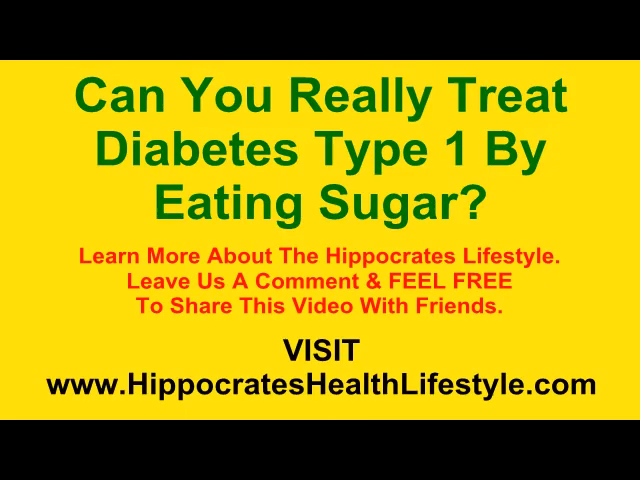 Can You Really Treat
Diabetes Type 1 By
Eating Sugar?
Learn More About The Hippocrates Lifestyle.
Leave Us A Comment & FEEL FREE
To Share This Video With Friends.
VISIT
www.HippocratesHealthLifestyle.com